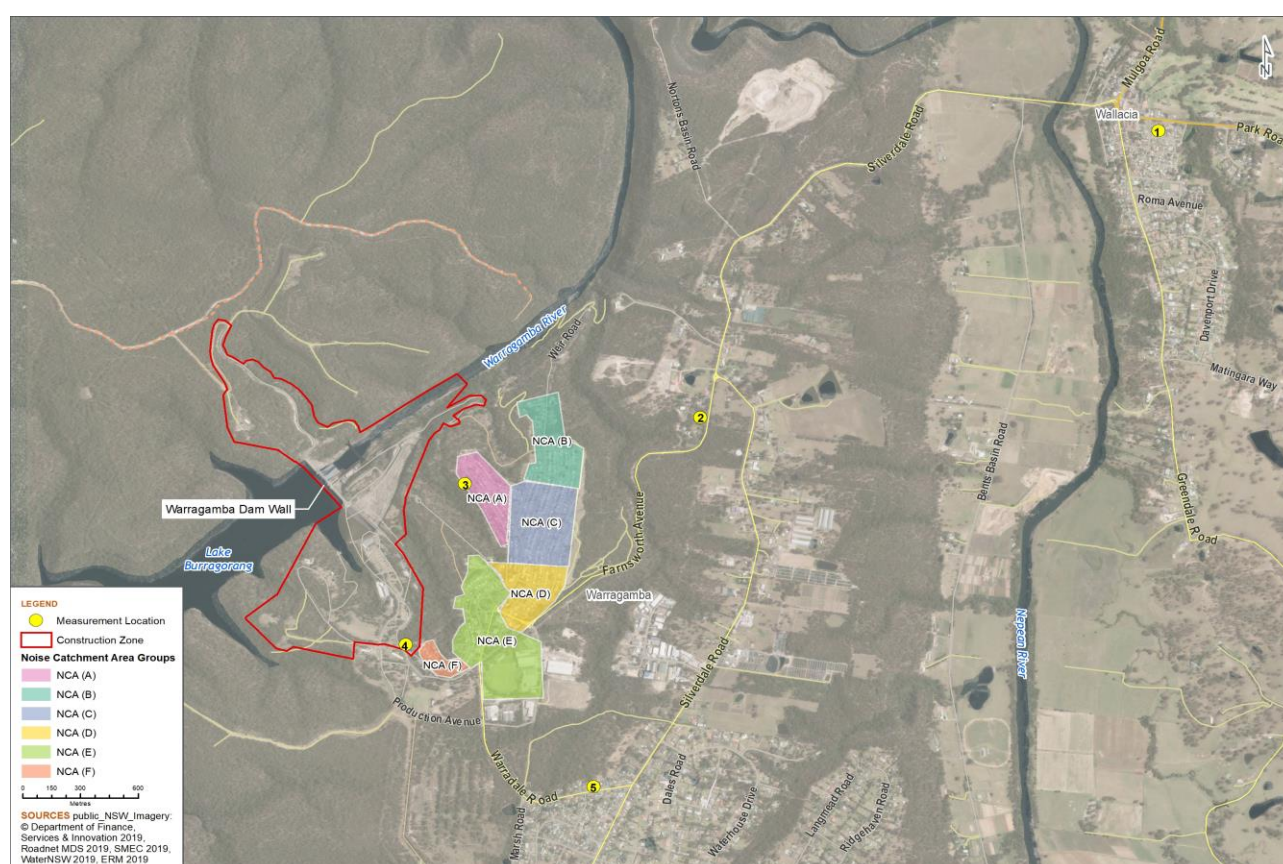 Mulgoa Road
Wallacia
1
Park Roa
Nortons Basin Road
Silverdale Road
Roma Avenue
Davenport Drive
Matingara Way
Warragamba River
Weir Road
2
NCA (B)
Bents Basin Road
3
NCA (A)
Greendale Road
Warragamba Dam Wall
NCA (C)
Lake
Burragorang
Farnsworth Avenue
NCA (D)
Warragamba
Nepean River
NCA (E)
4
NCA (F)
Silverdale Road
Production Avenue
Warradale Road
5
Dales Road
Marsh Road
Waterhouse Drive
Langmead Road
Ridgehaven Road
LEGEND
Measurement Location
Construction Zone
Noise Catchment Area Groups
NCA (A)
NCA (B)
NCA (C)
NCA (D)
NCA (E)
NCA (F)
0 150 300 600
Metres
SOURCES public_NSW_Imagery:
© Department of Finance,
Services & Innovation 2019,
Roadnet MDS 2019, SMEC 2019,
WaterNSW 2019, ERM 2019
N